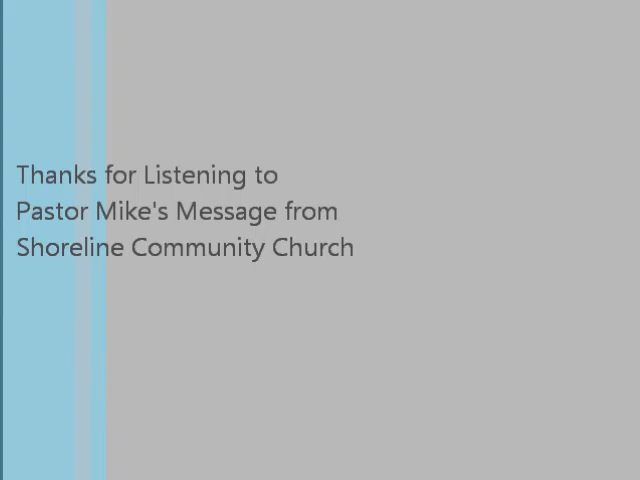 Thanks for Listening to
Pastor Mike's Message from
Shoreline Community Church